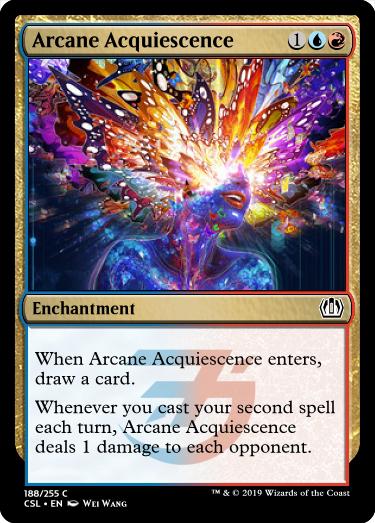 Arcane Acquiescence 1
Enchantment
When Arcane Acquiescence enters,
draw a card.
Whenever you cast your second spell
each turn, Arcane Acquiescence
deals 1 damage to each opponent.
188/255 C
CSL • EN Wei Wang
™ & © 2019 Wizards of the Coast